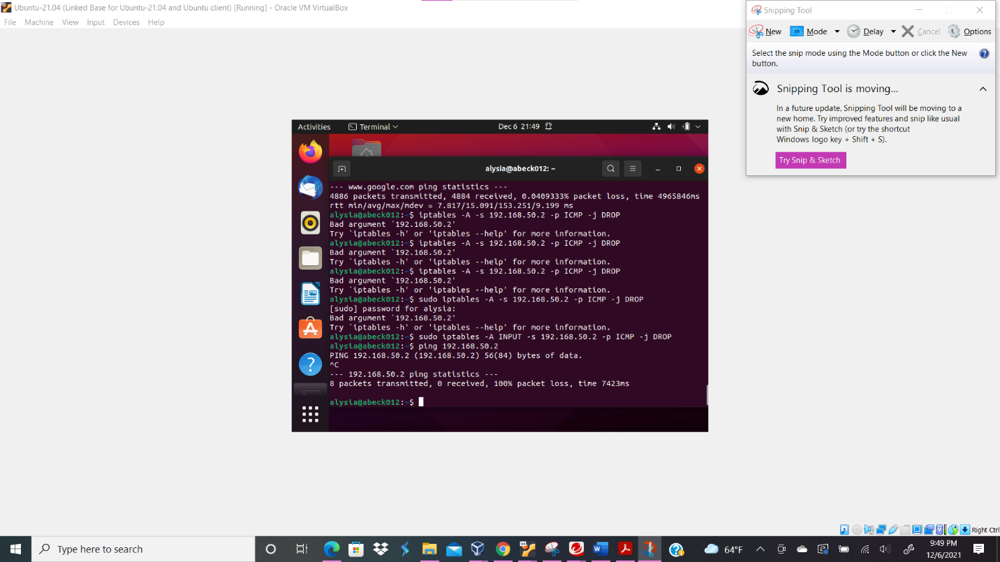 Ubuntu-21.04 (Linked Base for Ubuntu-21.04 and Ubuntu client) [Running] - Oracle VM VirtualBox
File Machine View Input Devices Help
Snipping Tool
New Mode Delay Cancel Options
Select the snip mode using the Mode button or click the New
button.
Snipping Tool is moving...
In a future update, Snipping Tool will be moving to a
new home. Try improved features and snip like usual
with Snip & Sketch (or try the shortcut
Windows logo key + Shift + S).
Try Snip & Sketch
Activities Terminal Dec 6 21:49
alysia@abeck012: ~
--- www.google.com ping statistics ---
4886 packets transmitted, 4884 received, 0.0409333% packet loss, time 4965846ms
rtt min/avg/max/mdev = 7.817/15.091/153.251/9.199 ms
alysia@abeck012:~$ iptables -A -s 192.168.50.2 -p ICMP -j DROP
Bad argument `192.168.50.2'
Try `iptables -h' or 'iptables --help' for more information.
alysia@abeck012:~$ iptables -A -s 192.168.50.2 -p ICMP -j DROP
Bad argument `192.168.50.2'
Try `iptables -h' or 'iptables --help' for more information.
alysia@abeck012:~$ iptables -A -s 192.168.50.2 -p ICMP -j DROP
Bad argument `192.168.50.2'
Try `iptables -h' or 'iptables --help' for more information.
alysia@abeck012:~$ sudo iptables -A -s 192.168.50.2 -p ICMP -j DROP
[sudo] password for alysia:
Bad argument `192.168.50.2'
Try `iptables -h' or 'iptables --help' for more information.
alysia@abeck012:~$ sudo iptables -A INPUT -s 192.168.50.2 -p ICMP -j DROP
alysia@abeck012:~$ ping 192.168.50.2
PING 192.168.50.2 (192.168.50.2) 56(84) bytes of data.
^C
--- 192.168.50.2 ping statistics ---
8 packets transmitted, 0 received, 100% packet loss, time 7423ms
alysia@abeck012:~$
Right Ctrl
Type here to search
64°F
9:49 PM
12/6/2021